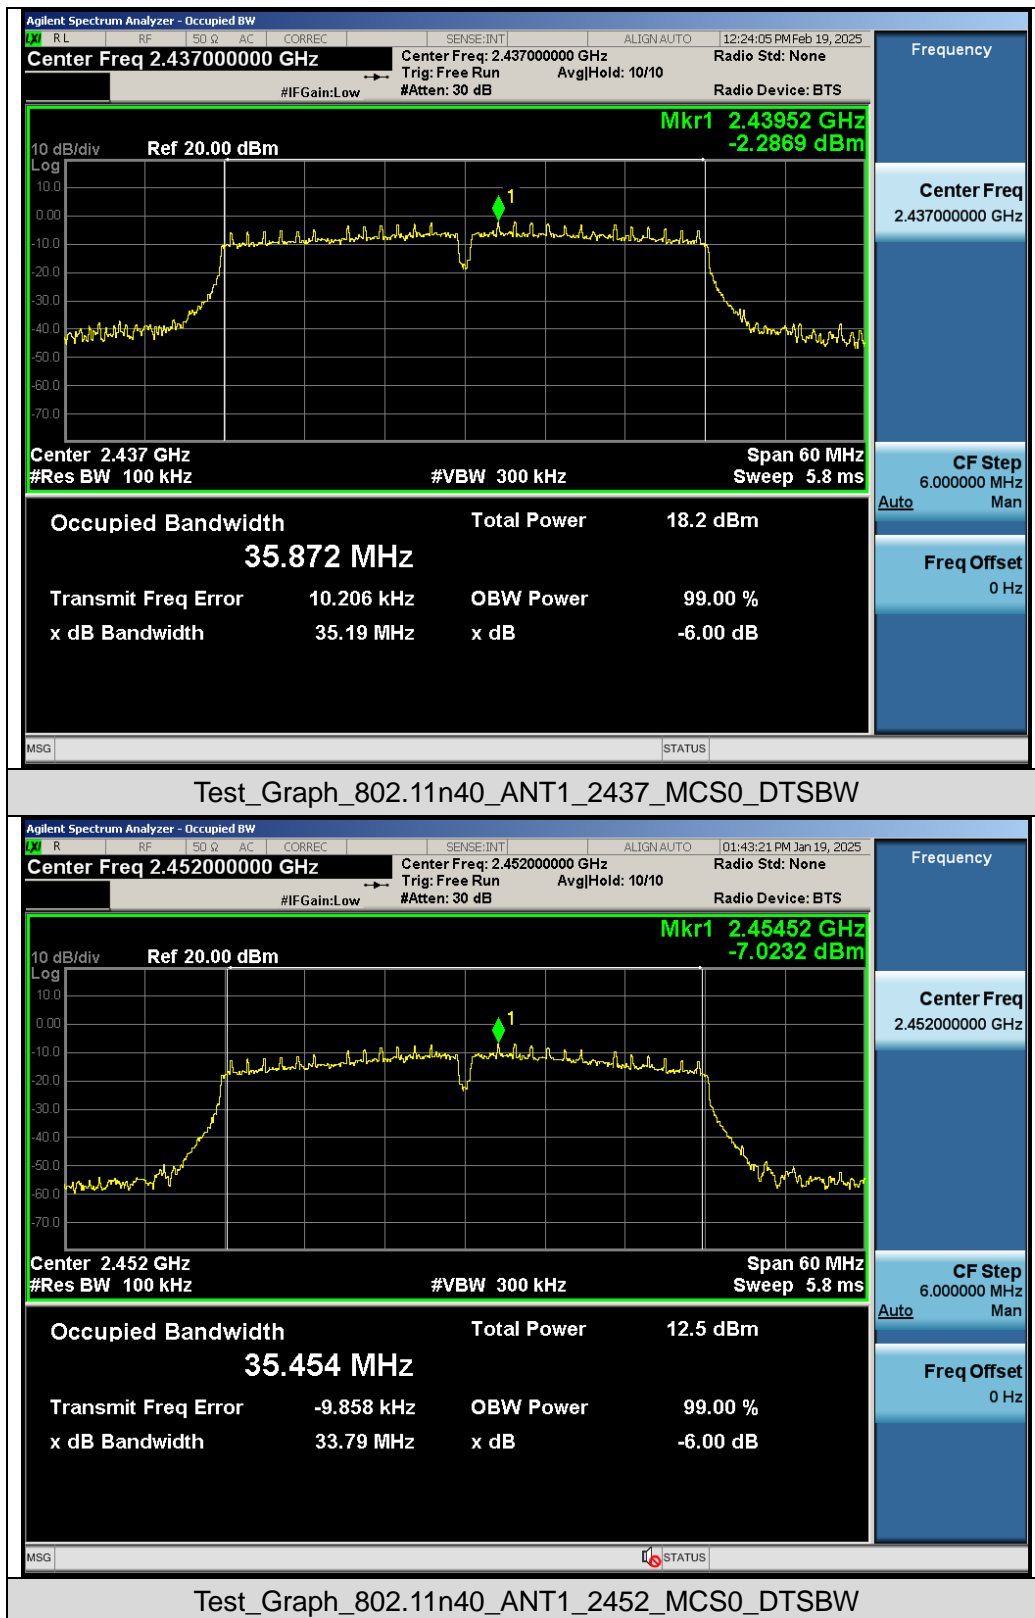 Agilent Spectrum Analyzer - Occupied BW
LXI RL RF 50 Ω AC CORREC SENSE:INT ALIGN AUTO 12:24:05 PM Feb 19, 2025
Center Freq 2.437000000 GHz Center Freq: 2.437000000 GHz Radio Std: None Frequency
Trig: Free Run Avg|Hold: 10/10
#IFGain:Low #Atten: 30 dB Radio Device: BTS
Mkr1 2.43952 GHz
10 dB/div Ref 20.00 dBm -2.2869 dBm
Log
10.0
0.00
-10.0
-20.0
-30.0
-40.0
-50.0
-60.0
-70.0
1
Center Freq
2.437000000 GHz
Center 2.437 GHz Span 60 MHz
#Res BW 100 kHz #VBW 300 kHz Sweep 5.8 ms
CF Step
6.000000 MHz
Auto Man
Occupied Bandwidth Total Power 18.2 dBm
35.872 MHz
Freq Offset
0 Hz
Transmit Freq Error 10.206 kHz OBW Power 99.00 %
x dB Bandwidth 35.19 MHz x dB -6.00 dB
MSG STATUS
Test_Graph_802.11n40_ANT1_2437_MCS0_DTSBW
Agilent Spectrum Analyzer - Occupied BW
LXI R RF 50 Ω AC CORREC SENSE:INT ALIGN AUTO 01:43:21 PM Jan 19, 2025
Center Freq 2.452000000 GHz Center Freq: 2.452000000 GHz Radio Std: None Frequency
Trig: Free Run Avg|Hold: 10/10
#IFGain:Low #Atten: 30 dB Radio Device: BTS
Mkr1 2.45452 GHz
10 dB/div Ref 20.00 dBm -7.0232 dBm
Log
10.0
0.00
-10.0
-20.0
-30.0
-40.0
-50.0
-60.0
-70.0
1
Center Freq
2.452000000 GHz
Center 2.452 GHz Span 60 MHz
#Res BW 100 kHz #VBW 300 kHz Sweep 5.8 ms
CF Step
6.000000 MHz
Auto Man
Occupied Bandwidth Total Power 12.5 dBm
35.454 MHz
Freq Offset
0 Hz
Transmit Freq Error -9.858 kHz OBW Power 99.00 %
x dB Bandwidth 33.79 MHz x dB -6.00 dB
MSG STATUS
Test_Graph_802.11n40_ANT1_2452_MCS0_DTSBW